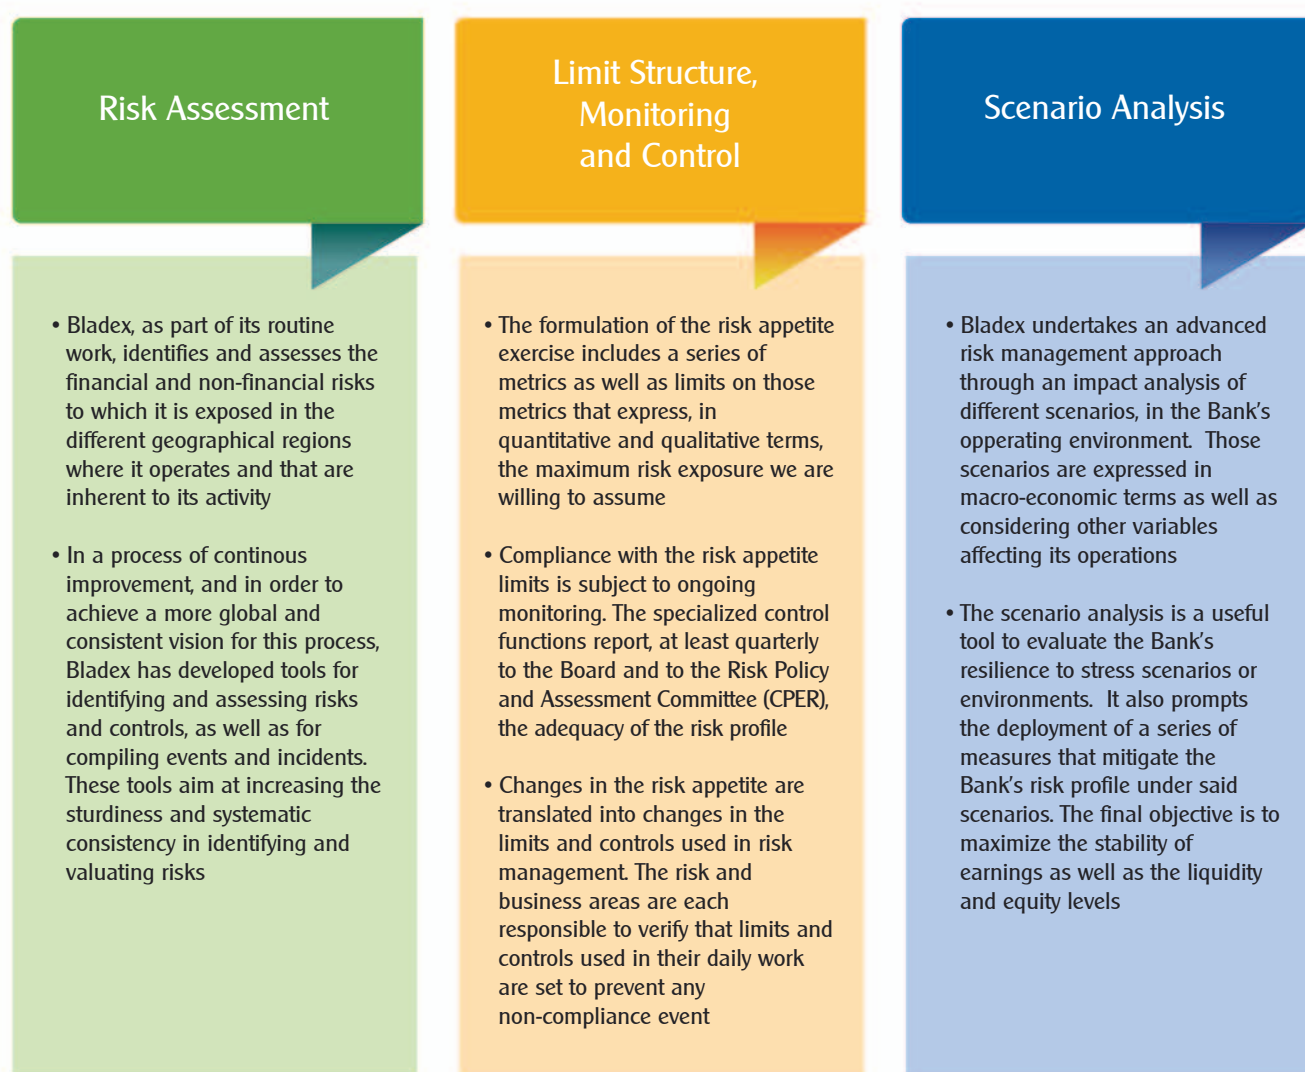 Risk Assessment
• Bladex, as part of its routine
work, identifies and assesses the
financial and non-financial risks
to which it is exposed in the
different geographical regions
where it operates and that are
inherent to its activity
• In a process of continous
improvement, and in order to
achieve a more global and
consistent vision for this process,
Bladex has developed tools for
identifying and assessing risks
and controls, as well as for
compiling events and incidents.
These tools aim at increasing the
sturdiness and systematic
consistency in identifying and
valuating risks
Limit Structure,
Monitoring
and Control
• The formulation of the risk appetite
exercise includes a series of
metrics as well as limits on those
metrics that express, in
quantitative and qualitative terms,
the maximum risk exposure we are
willing to assume
• Compliance with the risk appetite
limits is subject to ongoing
monitoring. The specialized control
functions report, at least quarterly
to the Board and to the Risk Policy
and Assessment Committee (CPER),
the adequacy of the risk profile
• Changes in the risk appetite are
translated into changes in the
limits and controls used in risk
management. The risk and
business areas are each
responsible to verify that limits and
controls used in their daily work
are set to prevent any
non-compliance event
Scenario Analysis
• Bladex undertakes an advanced
risk management approach
through an impact analysis of
different scenarios, in the Bank's
opperating environment. Those
scenarios are expressed in
macro-economic terms as well as
considering other variables
affecting its operations
• The scenario analysis is a useful
tool to evaluate the Bank's
resilience to stress scenarios or
environments. It also prompts
the deployment of a series of
measures that mitigate the
Bank's risk profile under said
scenarios. The final objective is to
maximize the stability of
earnings as well as the liquidity
and equity levels